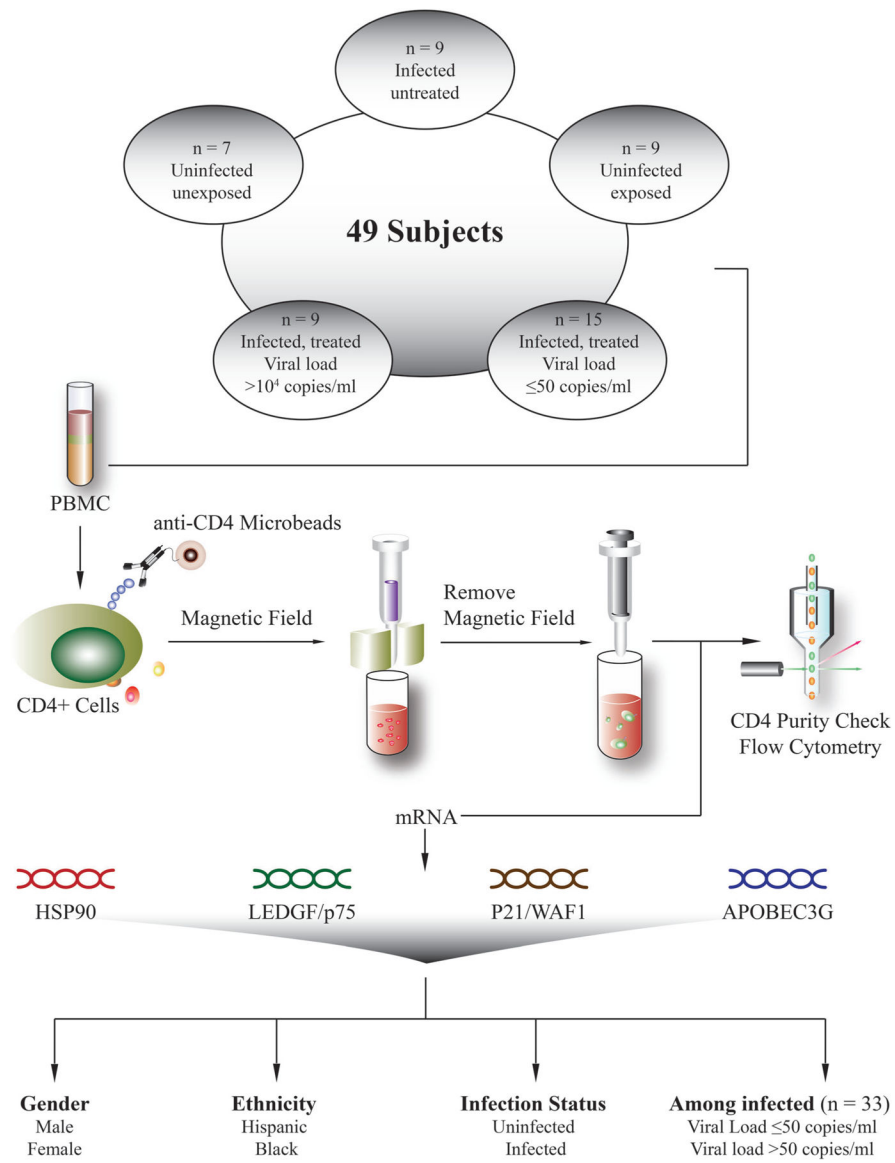 n = 9
Infected
untreated
n = 7
Uninfected
unexposed
n = 9
Uninfected
exposed
49 Subjects
n = 9
Infected, treated
Viral load
>10⁴ copies/ml
n = 15
Infected, treated
Viral load
≤50 copies/ml
PBMC
anti-CD4 Microbeads
CD4+ Cells
Magnetic Field
Remove
Magnetic Field
CD4 Purity Check
Flow Cytometry
mRNA
HSP90
LEDGF/p75
P21/WAF1
APOBEC3G
Gender
Male
Female
Ethnicity
Hispanic
Black
Infection Status
Uninfected
Infected
Among infected (n = 33)
Viral Load ≤50 copies/ml
Viral load >50 copies/ml